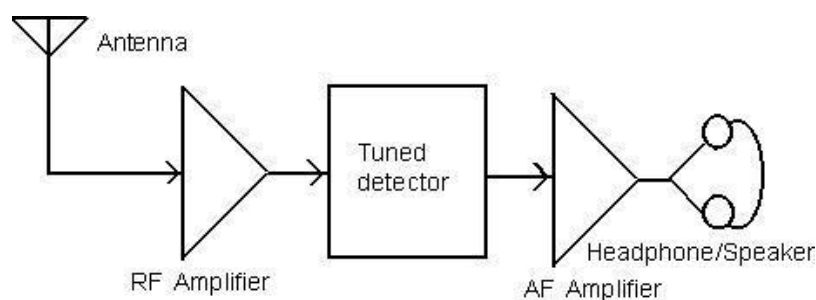 Antenna
Tuned
detector
Headphone/Speaker
RF Amplifier
AF Amplifier